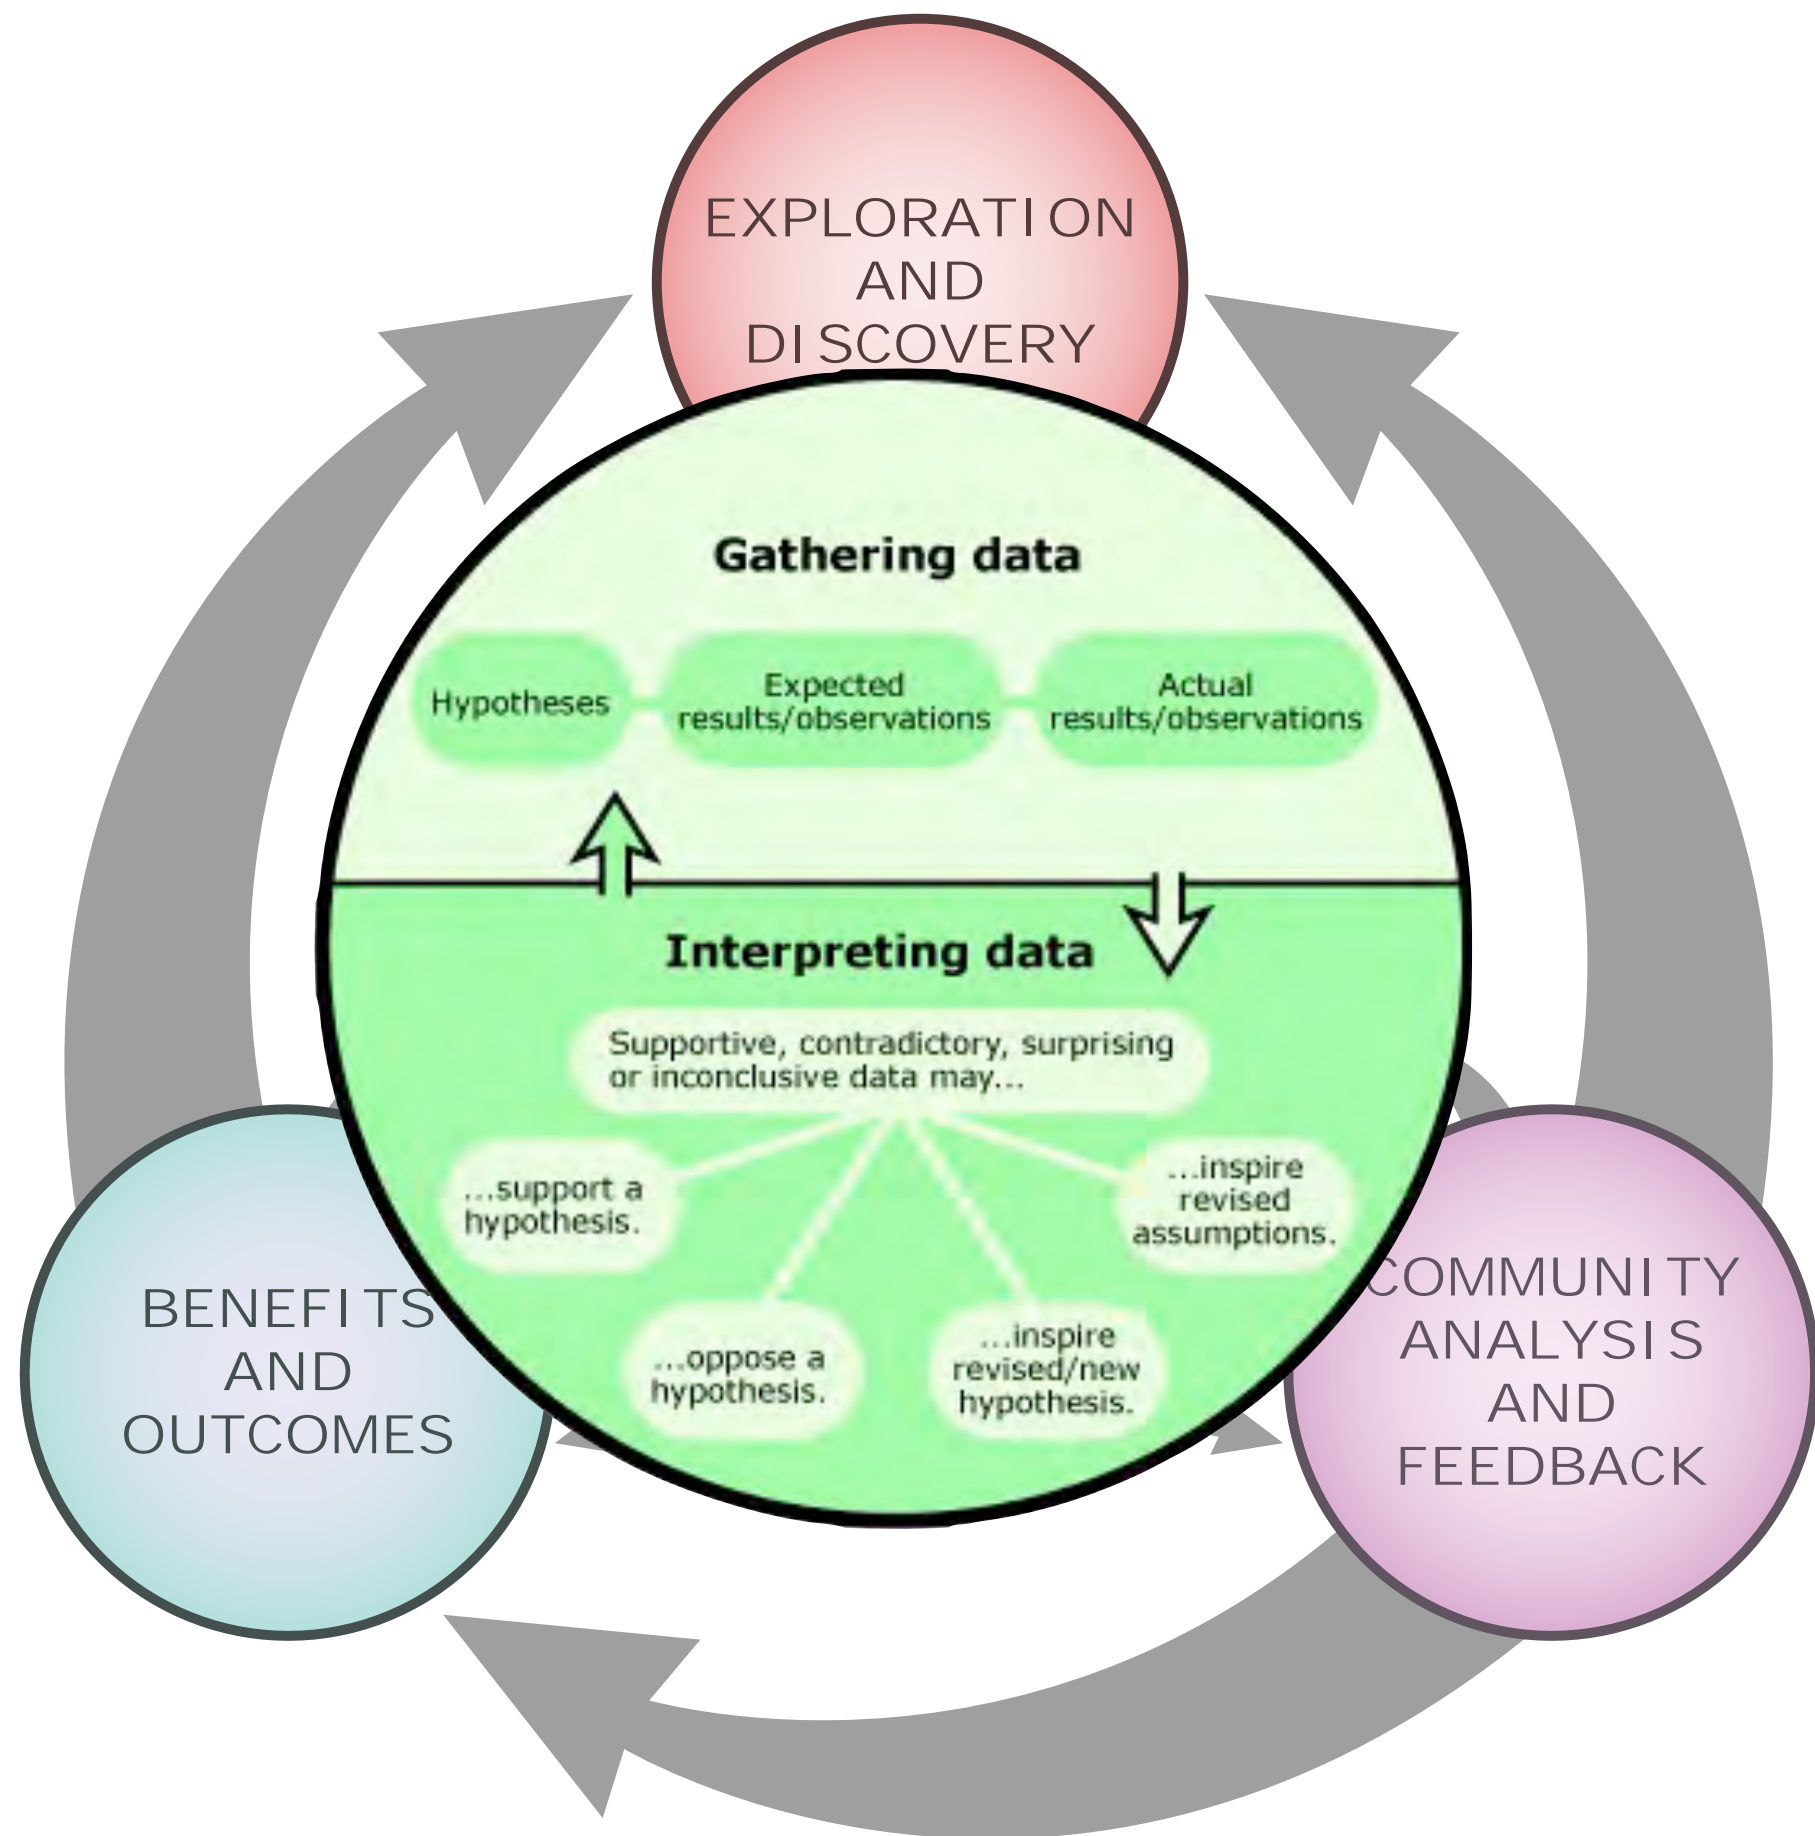 EXPLORATION
AND
DISCOVERY
Gathering data
Hypotheses
Expected
results/observations
Actual
results/observations
Interpreting data
Supportive, contradictory, surprising
or inconclusive data may...
...support a
hypothesis.
...oppose a
hypothesis.
...inspire
revised/new
hypothesis.
...inspire
revised
assumptions.
BENEFITS
AND
OUTCOMES
COMMUNITY
ANALYSIS
AND
FEEDBACK